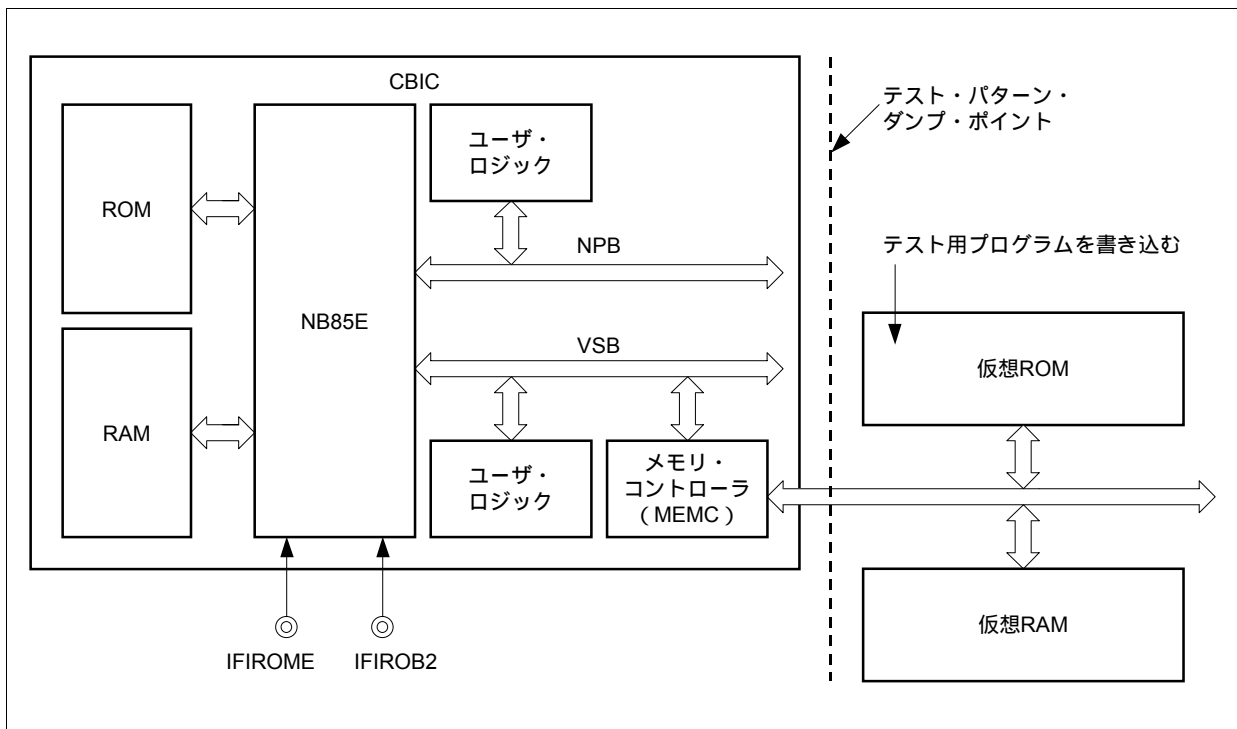 CBIC
テスト・パターン・
ダンプ・ポイント
ユーザ・
ロジック
ROM
NPB
テスト用プログラムを書き込む
NB85E
VSB
仮想ROM
RAM
ユーザ・
ロジック
メモリ・
コントローラ
(MEMC)
仮想RAM
IFIROME
IFIROB2